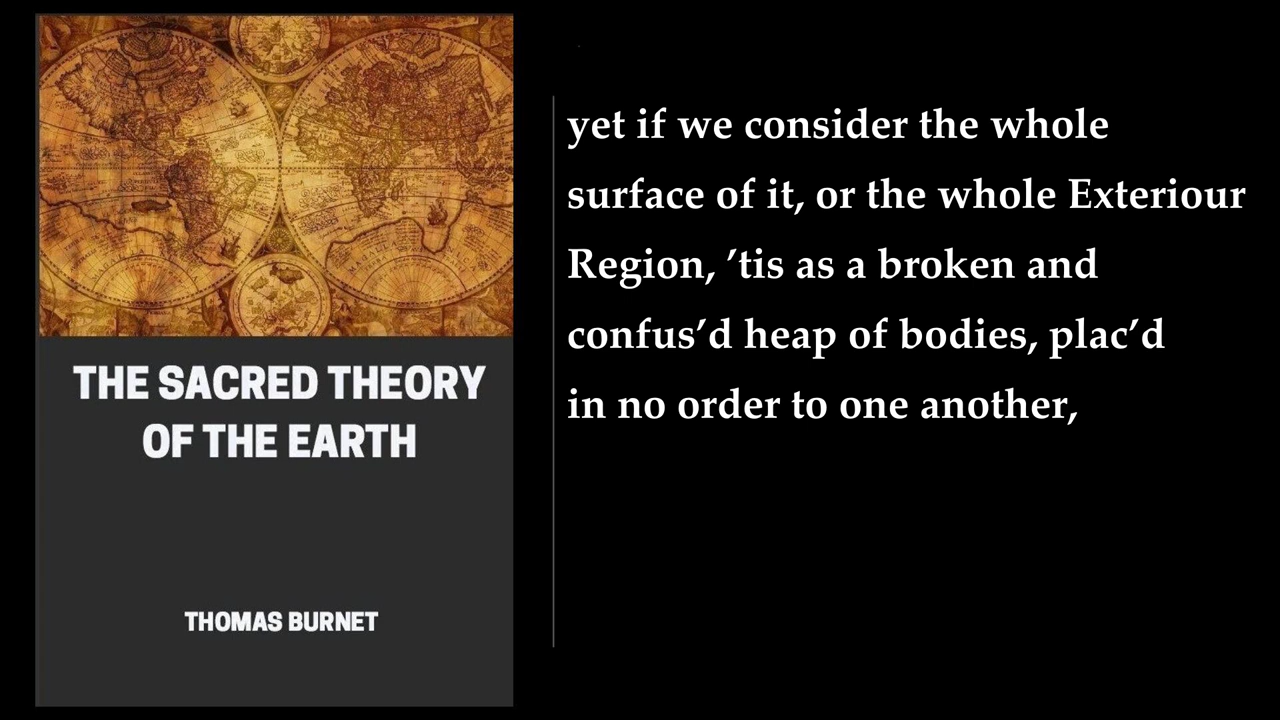 THE SACRED THEORY
OF THE EARTH
THOMAS BURNET
yet if we consider the whole
surface of it, or the whole Exteriour
Region, ’tis as a broken and
confus’d heap of bodies, plac’d
in no order to one another,